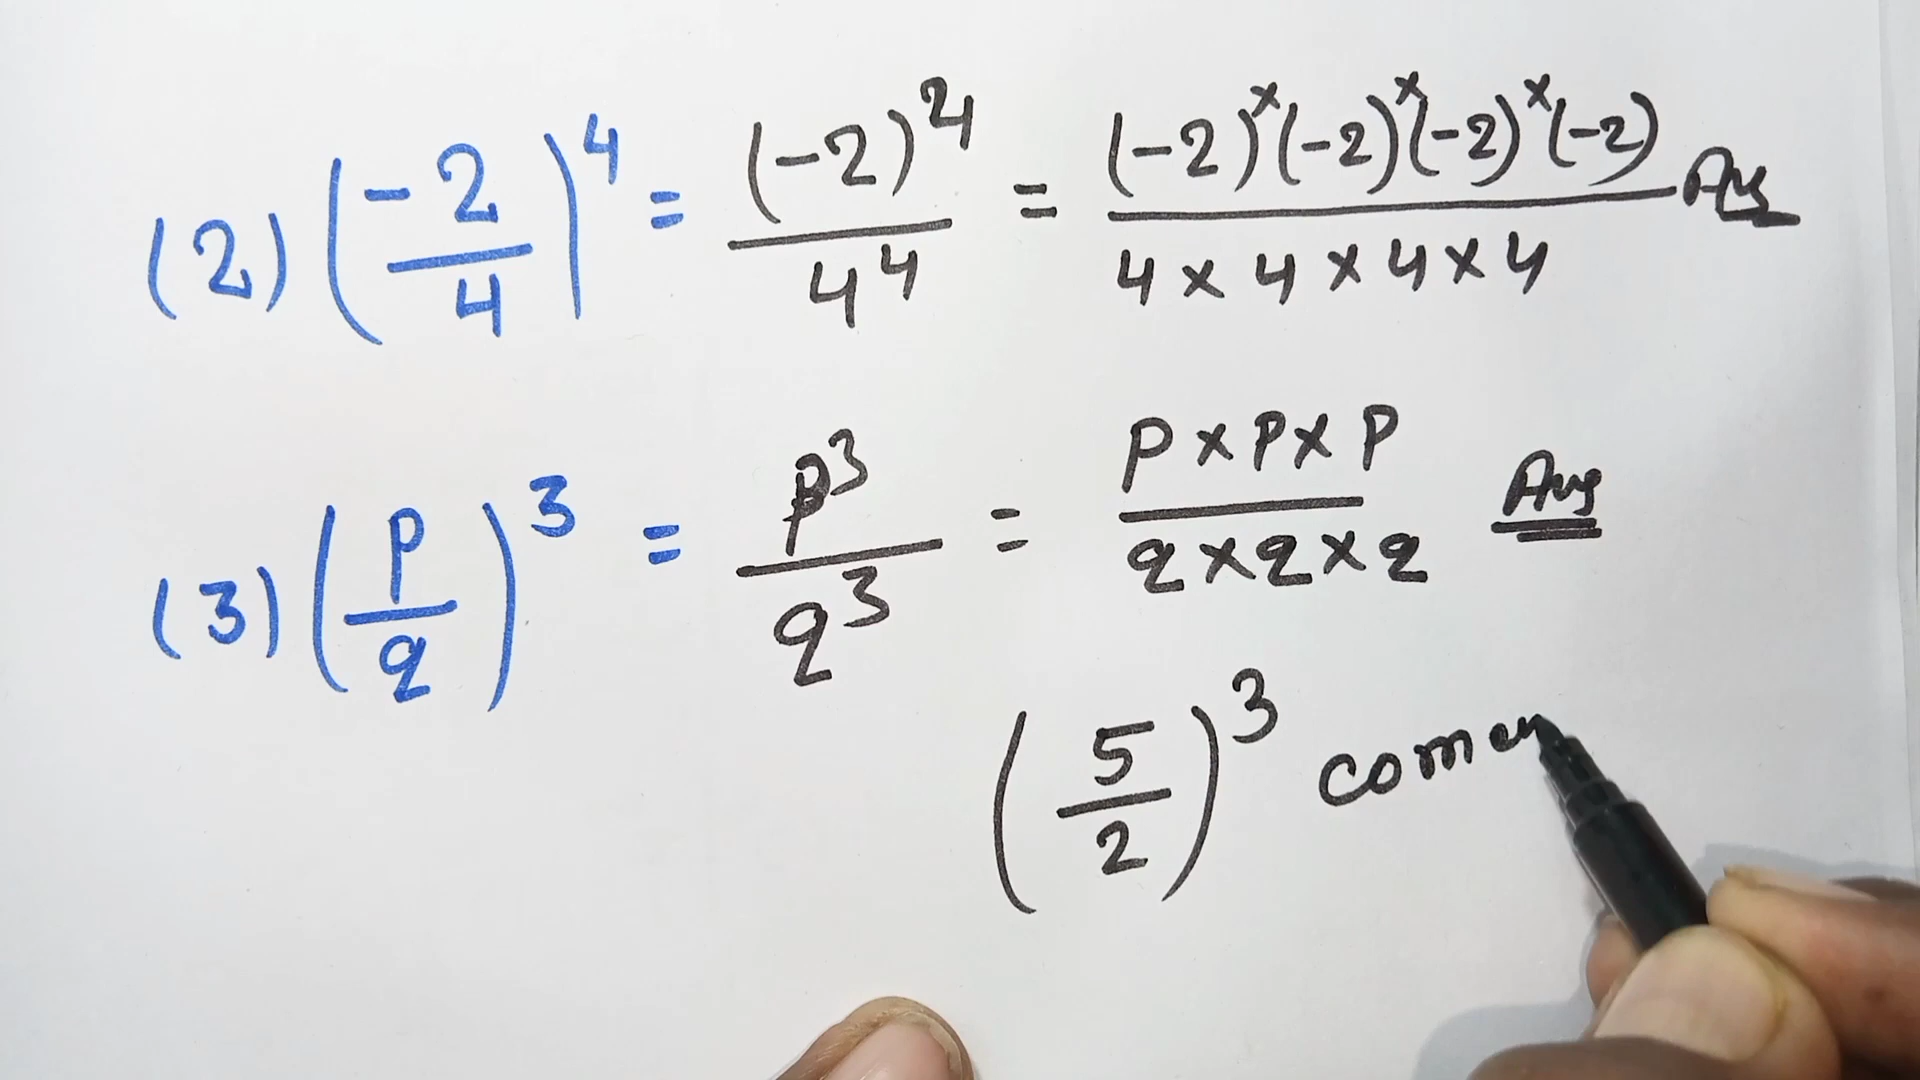 (2) (-2/4)^4 = (-2)^4/4^4 = (-2)×(-2)×(-2)×(-2)/4×4×4×4 Ans
(3) (p/q)^3 = p^3/q^3 = p×p×p/q×q×q Ans
(5/2)^3 comen